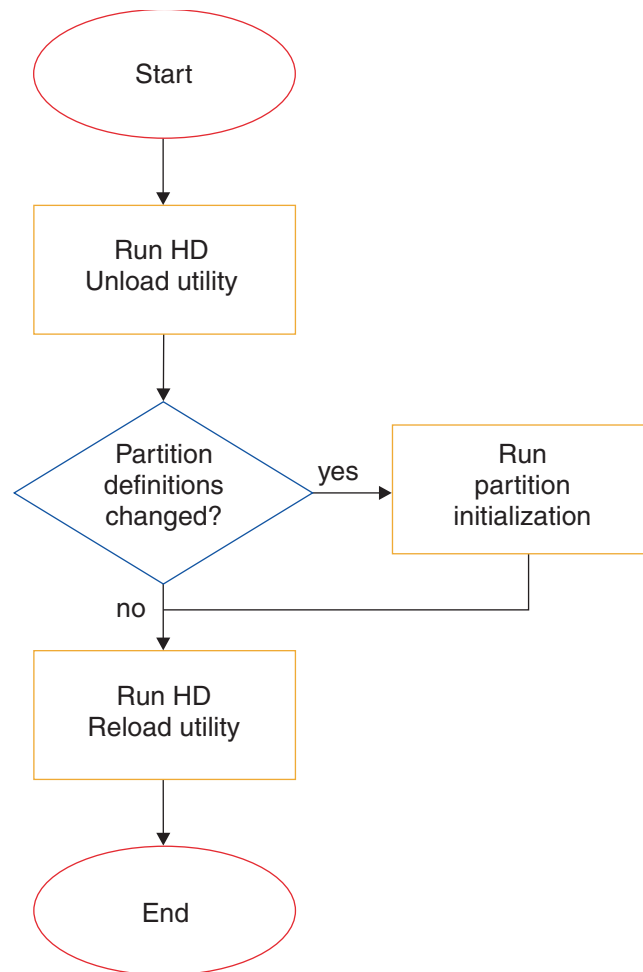 Start
Run HD
Unload utility
Partition
definitions
changed?
yes
Run
partition
initialization
no
Run HD
Reload utility
End